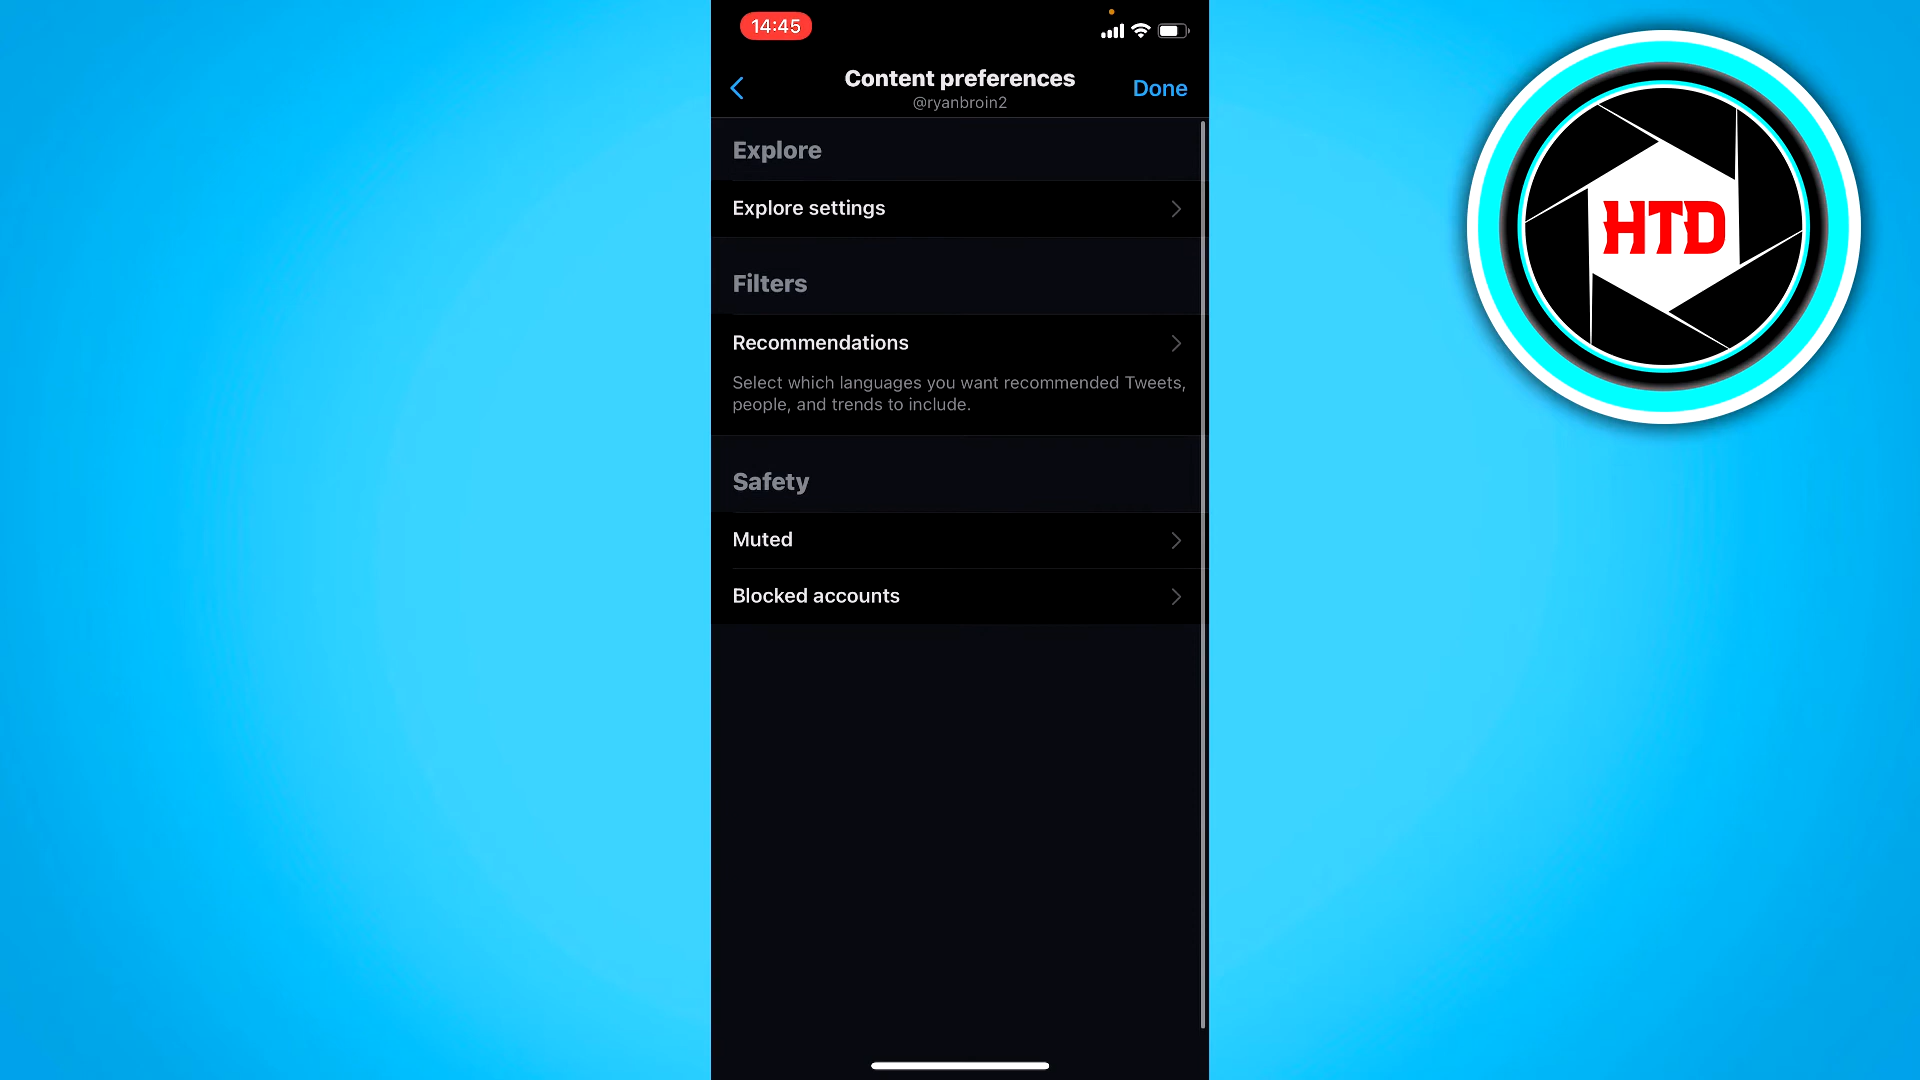 14:45
Content preferences
@ryanbroin2
Done
Explore
Explore settings
Filters
Recommendations
Select which languages you want recommended Tweets,
people, and trends to include.
Safety
Muted
Blocked accounts
HTD